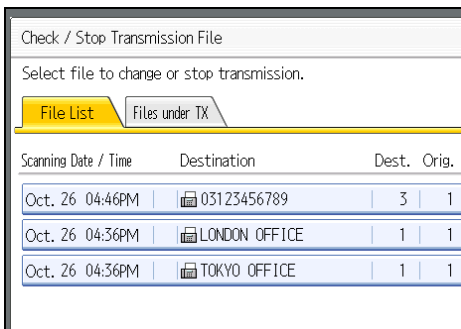 Check / Stop Transmission File
Select file to change or stop transmission.
File List Files under TX
Scanning Date / Time Destination Dest. Orig.
Oct. 26 04:46PM 03123456789 3 1
Oct. 26 04:36PM LONDON OFFICE 1 1
Oct. 26 04:36PM TOKYO OFFICE 1 1